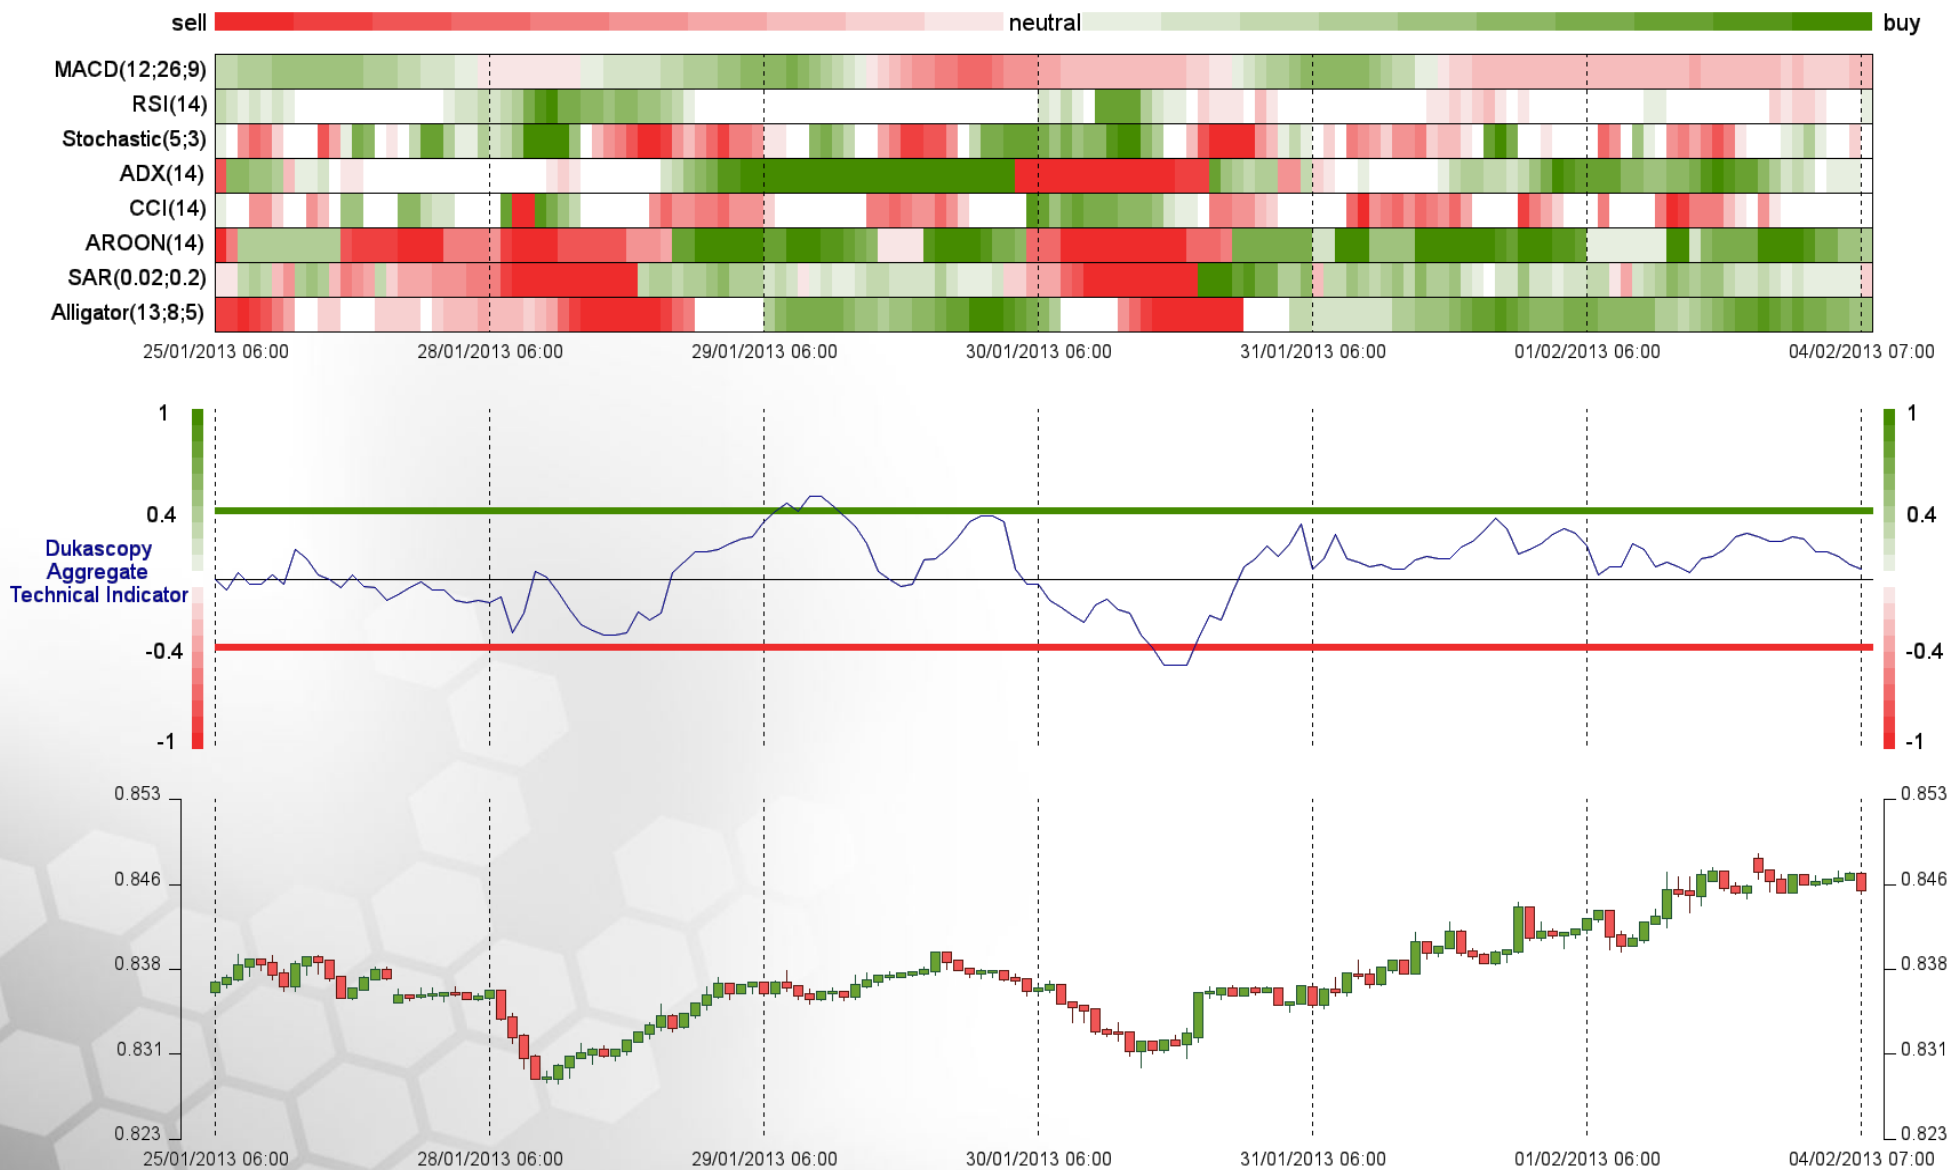 sell neutral buy
MACD(12;26;9)
RSI(14)
Stochastic(5;3)
ADX(14)
CCI(14)
AROON(14)
SAR(0.02;0.2)
Alligator(13;8;5)
25/01/2013 06:00 28/01/2013 06:00 29/01/2013 06:00 30/01/2013 06:00 31/01/2013 06:00 01/02/2013 06:00 04/02/2013 07:00
1 1
0.4 0.4
Dukascopy
Aggregate
Technical Indicator
-0.4 -0.4
-1 -1
0.853 0.853
0.846 0.846
0.838 0.838
0.831 0.831
0.823 0.823
25/01/2013 06:00 28/01/2013 06:00 29/01/2013 06:00 30/01/2013 06:00 31/01/2013 06:00 01/02/2013 06:00 04/02/2013 07:00